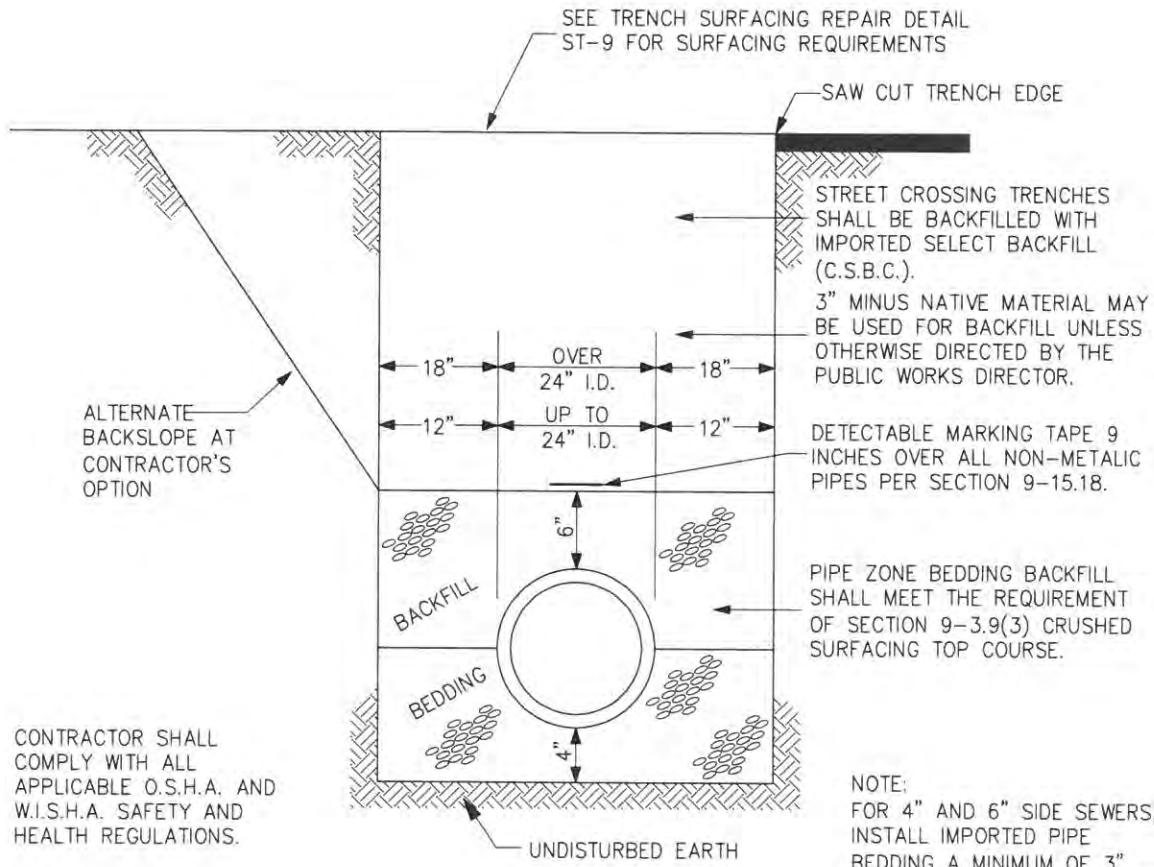 SEE TRENCH SURFACING REPAIR DETAIL
ST-9 FOR SURFACING REQUIREMENTS
SAW CUT TRENCH EDGE
STREET CROSSING TRENCHES
SHALL BE BACKFILLED WITH
IMPORTED SELECT BACKFILL
(C.S.B.C.).
3" MINUS NATIVE MATERIAL MAY
BE USED FOR BACKFILL UNLESS
OTHERWISE DIRECTED BY THE
PUBLIC WORKS DIRECTOR.
18"
OVER
24" I.D.
18"
12"
UP TO
24" I.D.
12"
ALTERNATE
BACKSLOPE AT
CONTRACTOR'S
OPTION
DETECTABLE MARKING TAPE 9
INCHES OVER ALL NON-METALIC
PIPES PER SECTION 9-15.18.
6"
BACKFILL
PIPE ZONE BEDDING BACKFILL
SHALL MEET THE REQUIREMENT
OF SECTION 9-3.9(3) CRUSHED
SURFACING TOP COURSE.
BEDDING
4"
CONTRACTOR SHALL
COMPLY WITH ALL
APPLICABLE O.S.H.A. AND
W.I.S.H.A. SAFETY AND
HEALTH REGULATIONS.
UNDISTURBED EARTH
NOTE:
FOR 4" AND 6" SIDE SEWERS
INSTALL IMPORTED PIPE
BEDDING A MINIMUM OF 3"